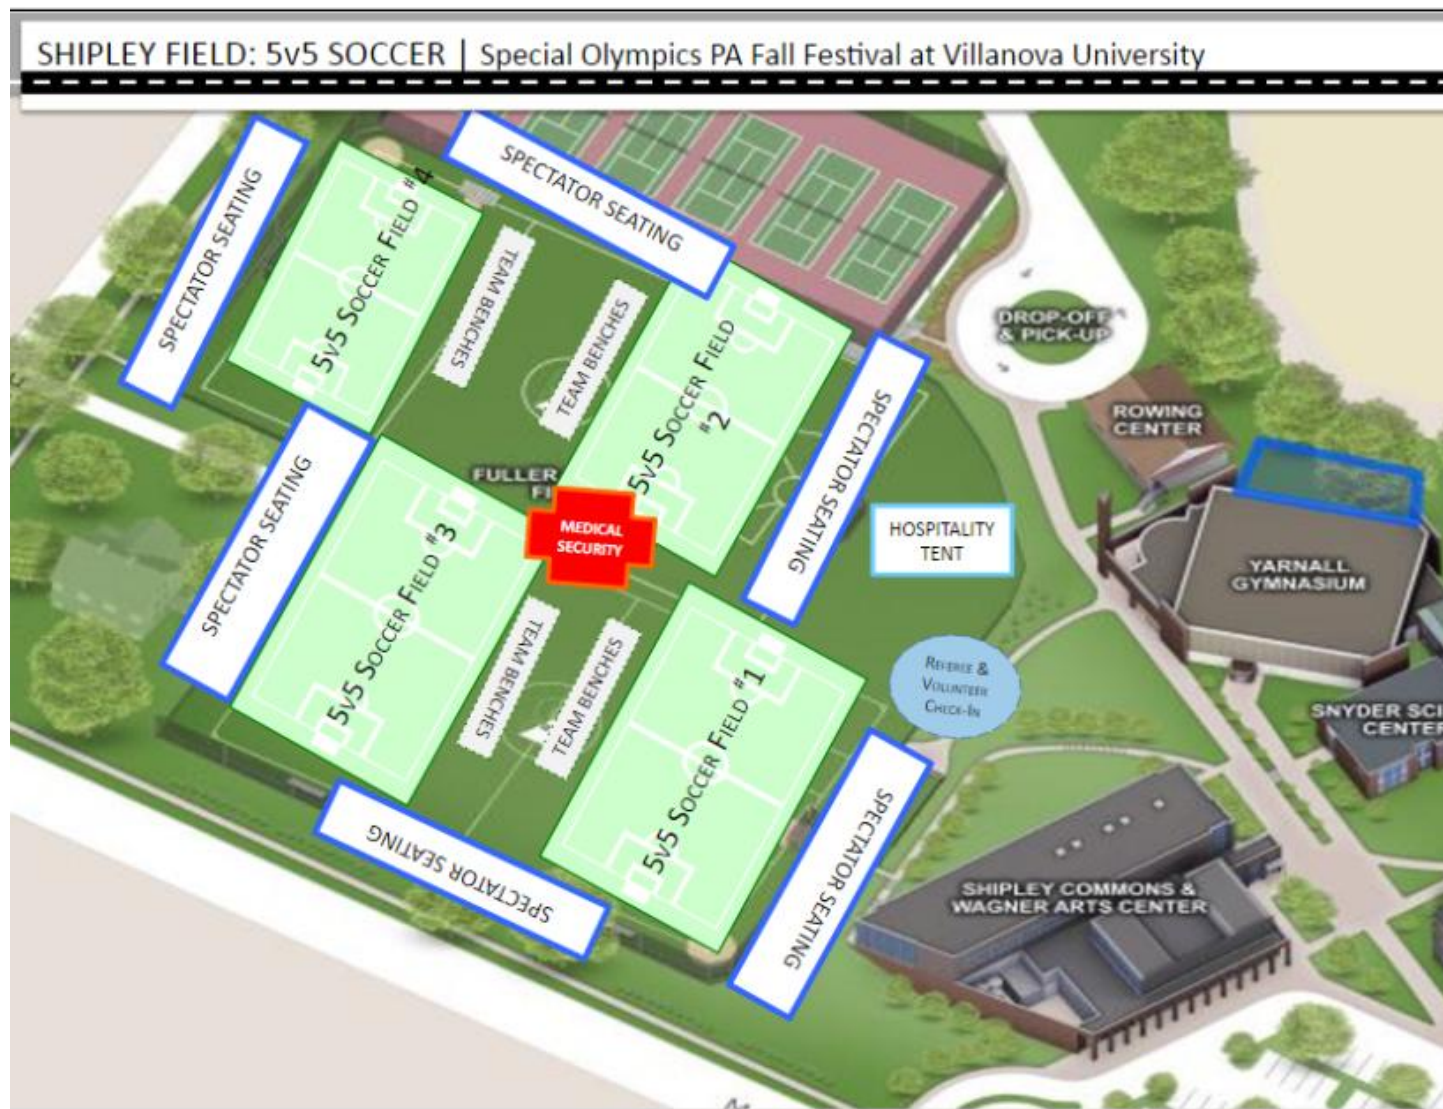 SHIPLEY FIELD: 5v5 SOCCER | Special Olympics PA Fall Festival at Villanova University
SPECTATOR SEATING
5v5 SOCCER FIELD #4
SPECTATOR SEATING
TEAM BENCHES
TEAM BENCHES
5v5 SOCCER FIELD
#2
SPECTATOR SEATING
DROP-OFF
& PICK-UP
ROWING
CENTER
SPECTATOR SEATING
5v5 SOCCER FIELD #3
FULLER
MEDICAL
SECURITY
HOSPITALITY
TENT
YARNALL
GYMNASIUM
TEAM BENCHES
TEAM BENCHES
5v5 SOCCER FIELD #1
REFEREE &
VOLUNTEER
CHECK-IN
SNYDER SCI
CENTER
SPECTATOR SEATING
SPECTATOR SEATING
SHIPLEY COMMONS &
WAGNER ARTS CENTER